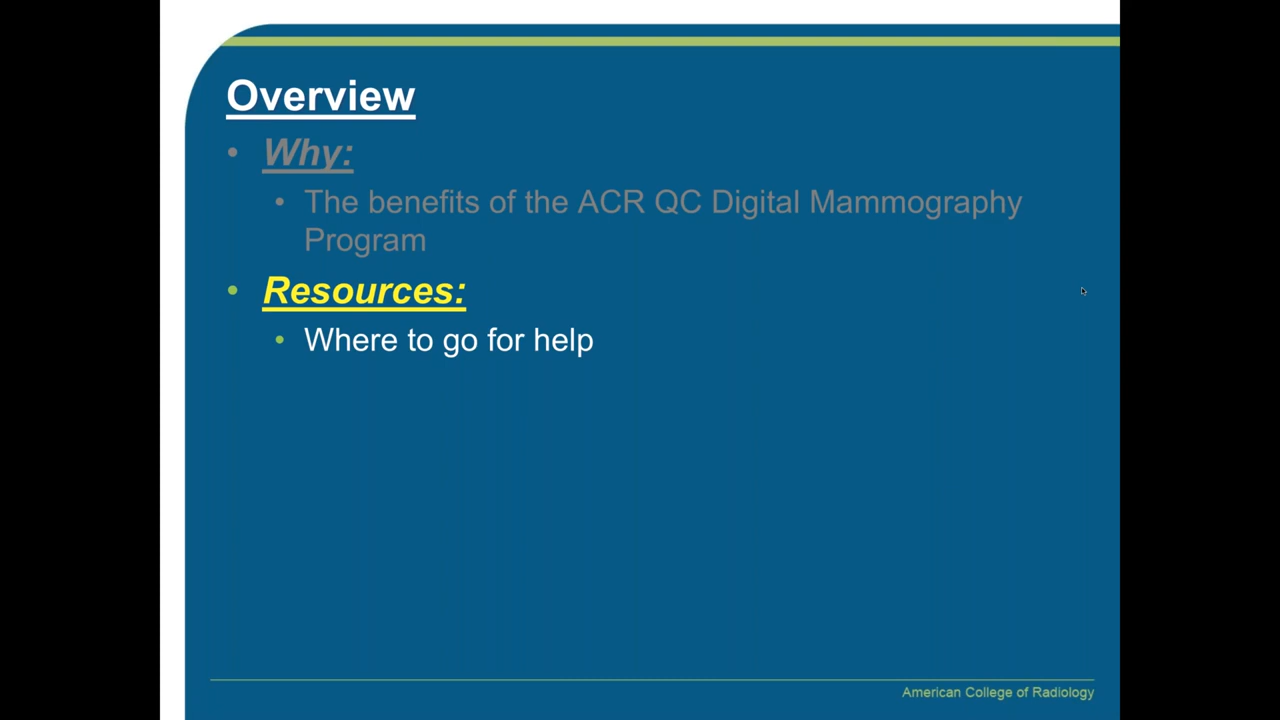 Overview
• Why:
• The benefits of the ACR QC Digital Mammography
Program
• Resources:
• Where to go for help
American College of Radiology